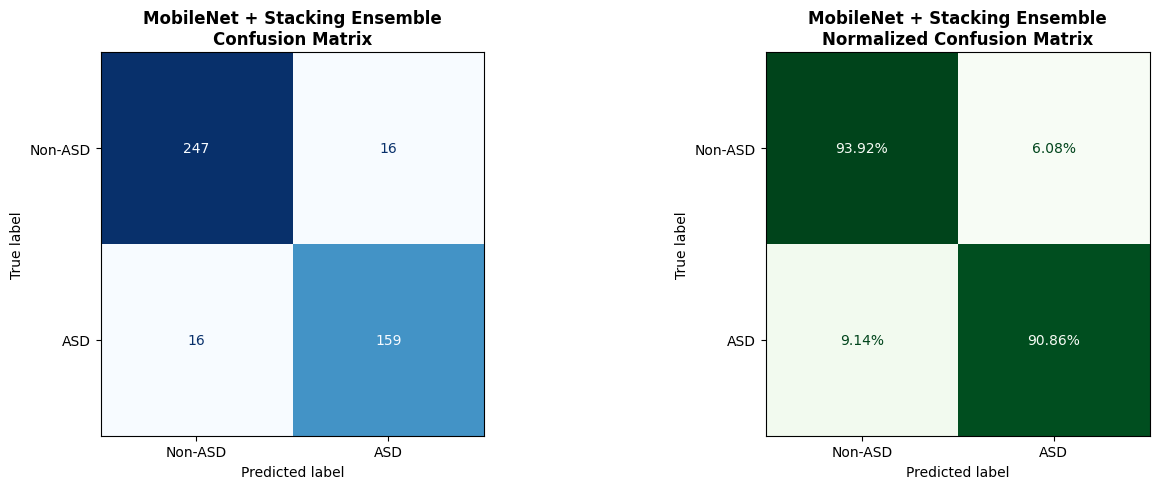 MobileNet + Stacking Ensemble
Confusion Matrix
Non-ASD
247
16
ASD
16
159
True label
Non-ASD
ASD
Predicted label
MobileNet + Stacking Ensemble
Normalized Confusion Matrix
Non-ASD
93.92%
6.08%
ASD
9.14%
90.86%
True label
Non-ASD
ASD
Predicted label